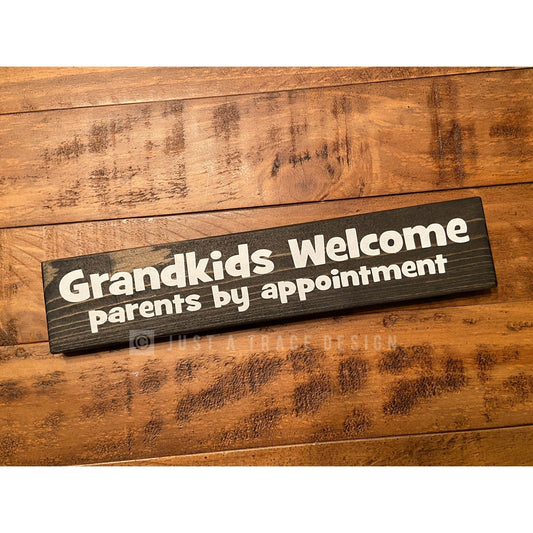 Grandkids Welcome
parents by appointment
© JUST A TRACE DESIGN